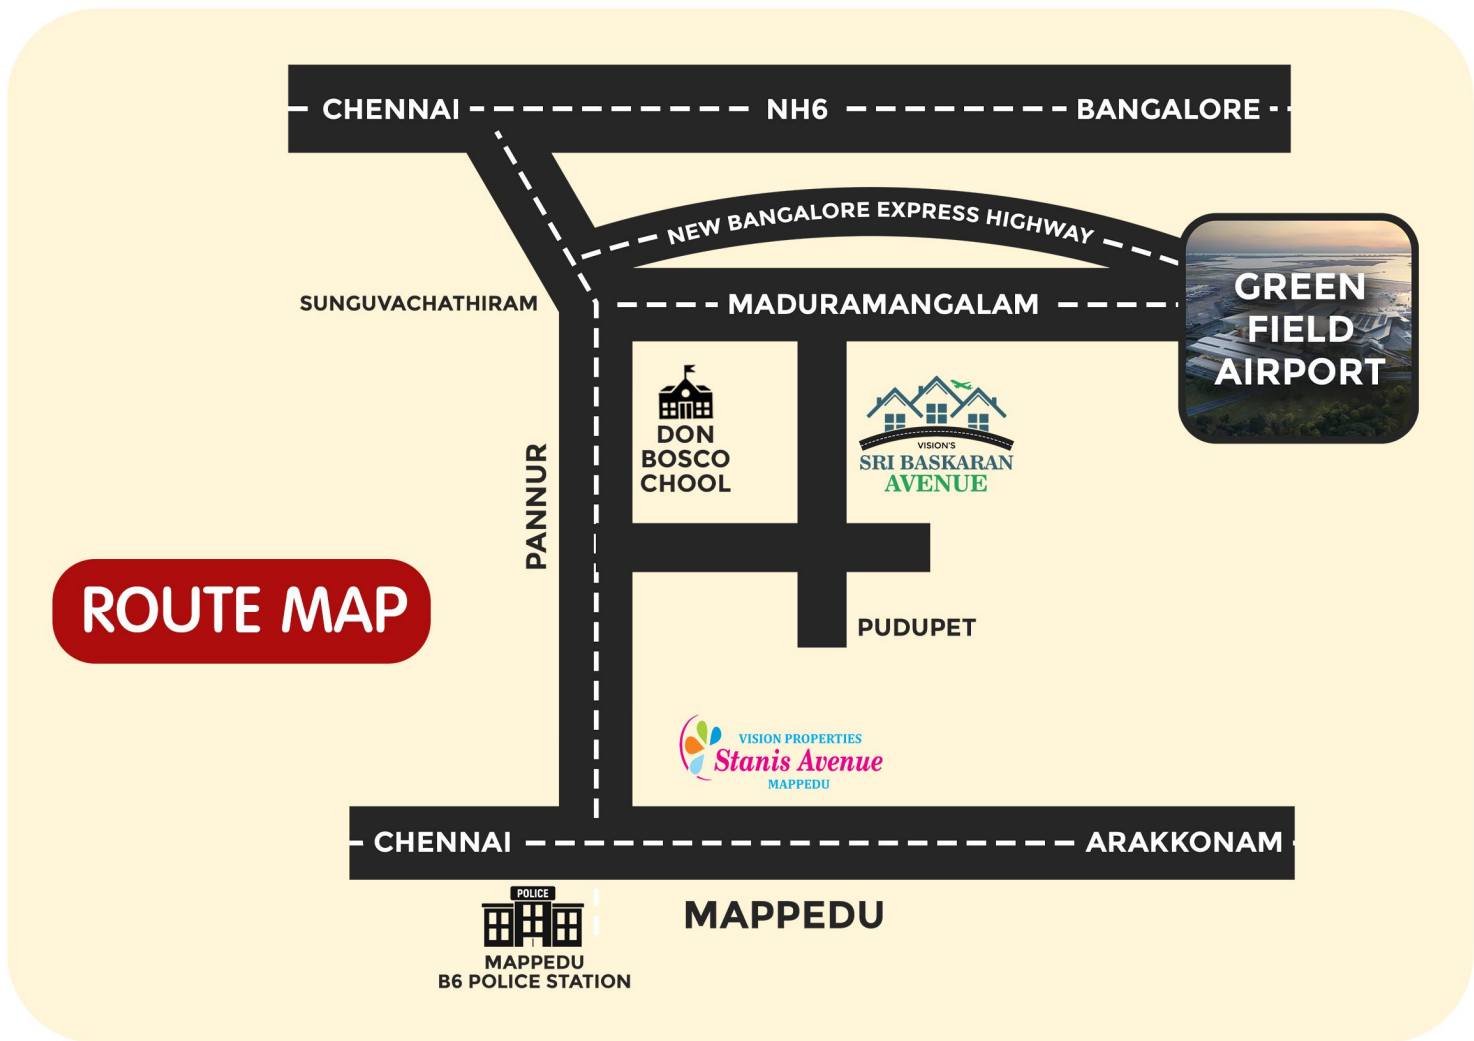 CHENNAI NH6 BANGALORE
NEW BANGALORE EXPRESS HIGHWAY
SUNGUVACHATHIRAM
MADURAMANGALAM
GREEN
FIELD
AIRPORT
DON
BOSCO
CHOOL
VISION'S
SRI BASKARAN
AVENUE
PANNUR
ROUTE MAP
PUDUPET
VISION PROPERTIES
Stanis Avenue
MAPPEDU
CHENNAI ARAKKONAM
POLICE
MAPPEDU
B6 POLICE STATION
MAPPEDU